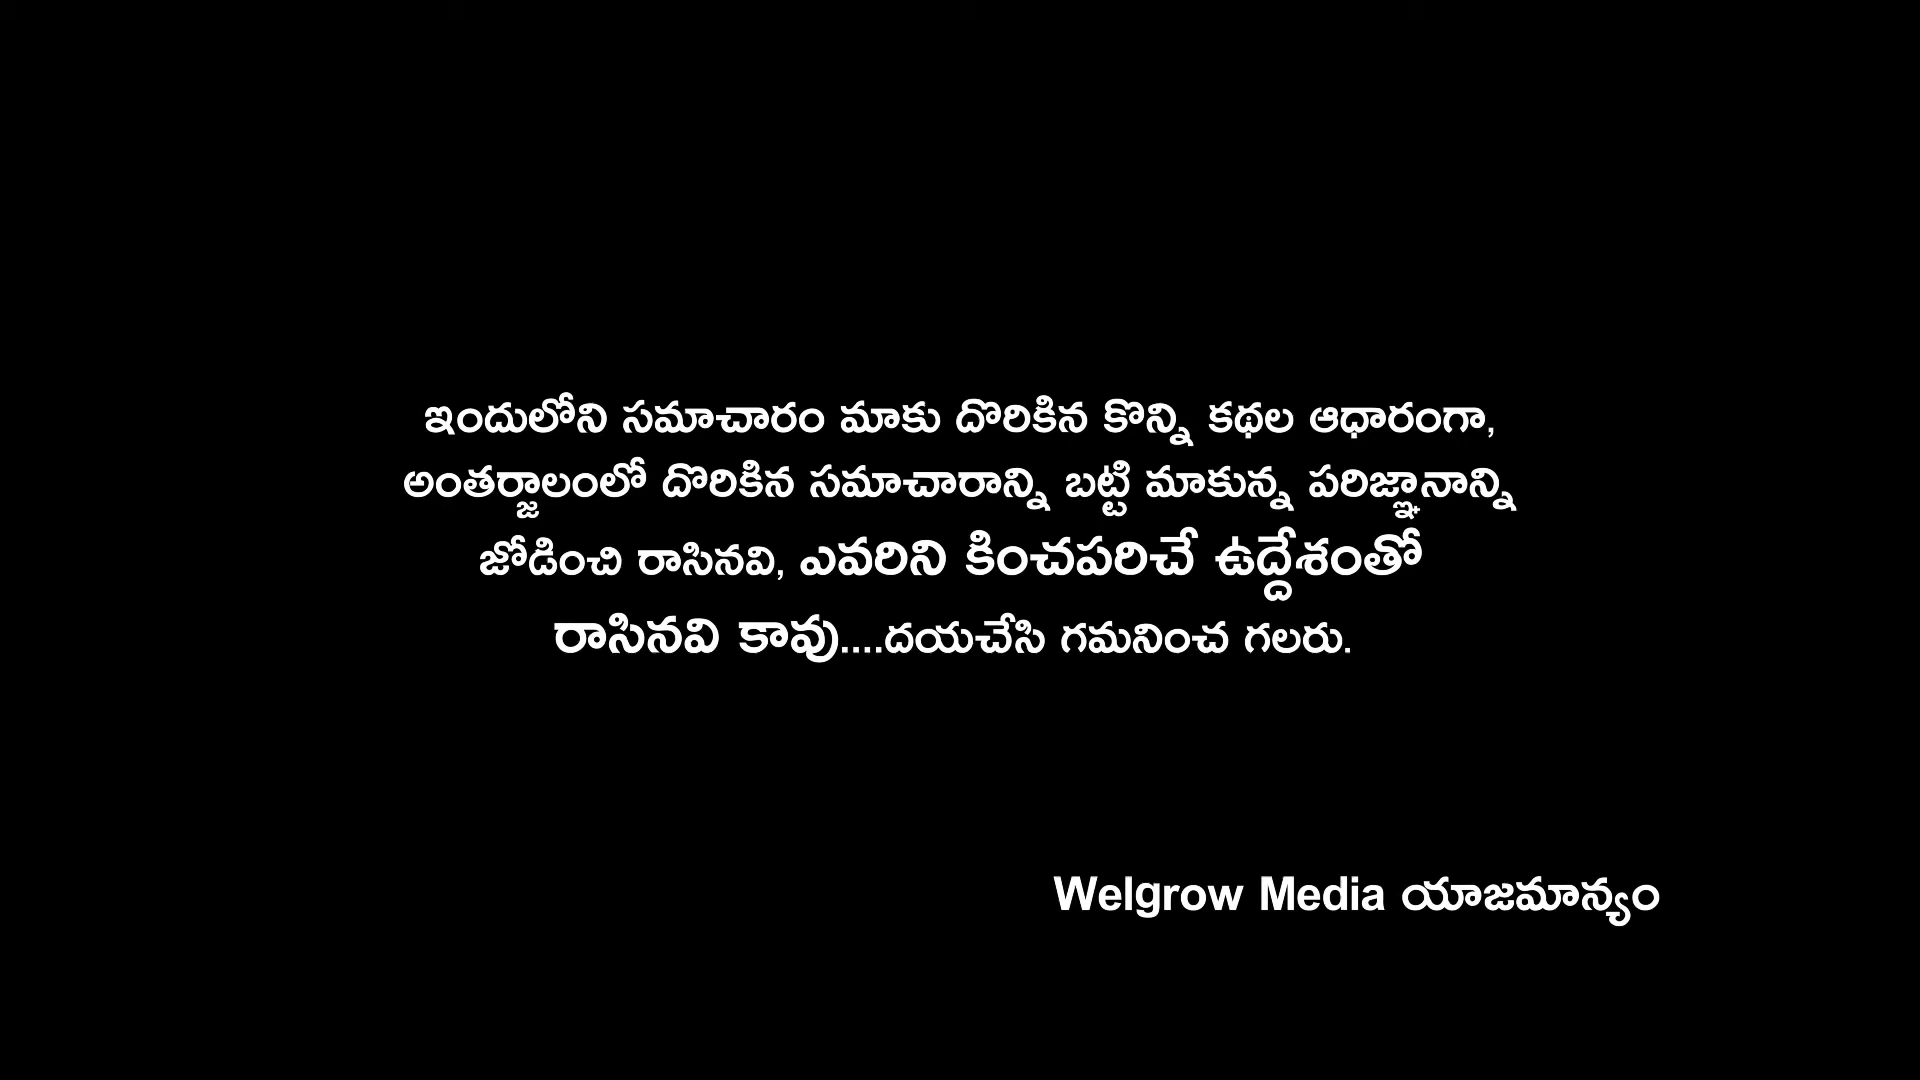 ఇందులోని సమాచారం మాకు దొరికిన కొన్ని కథల ఆధారంగా,
అంతర్జాలంలో దొరికిన సమాచారాన్ని బట్టి మాకున్న పరిజ్ఞానాన్ని
జోడించి రాసినవి, ఎవరిని కించపరిచే ఉద్దేశంతో
రాసినవి కావు....దయచేసి గమనించ గలరు.
Welgrow Media యాజమాన్యం